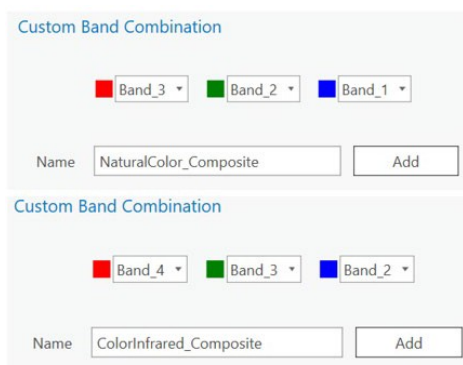 Custom Band Combination
Band_3 Band_2 Band_1
Name NaturalColor_Composite Add
Custom Band Combination
Band_4 Band_3 Band_2
Name ColorInfrared_Composite Add